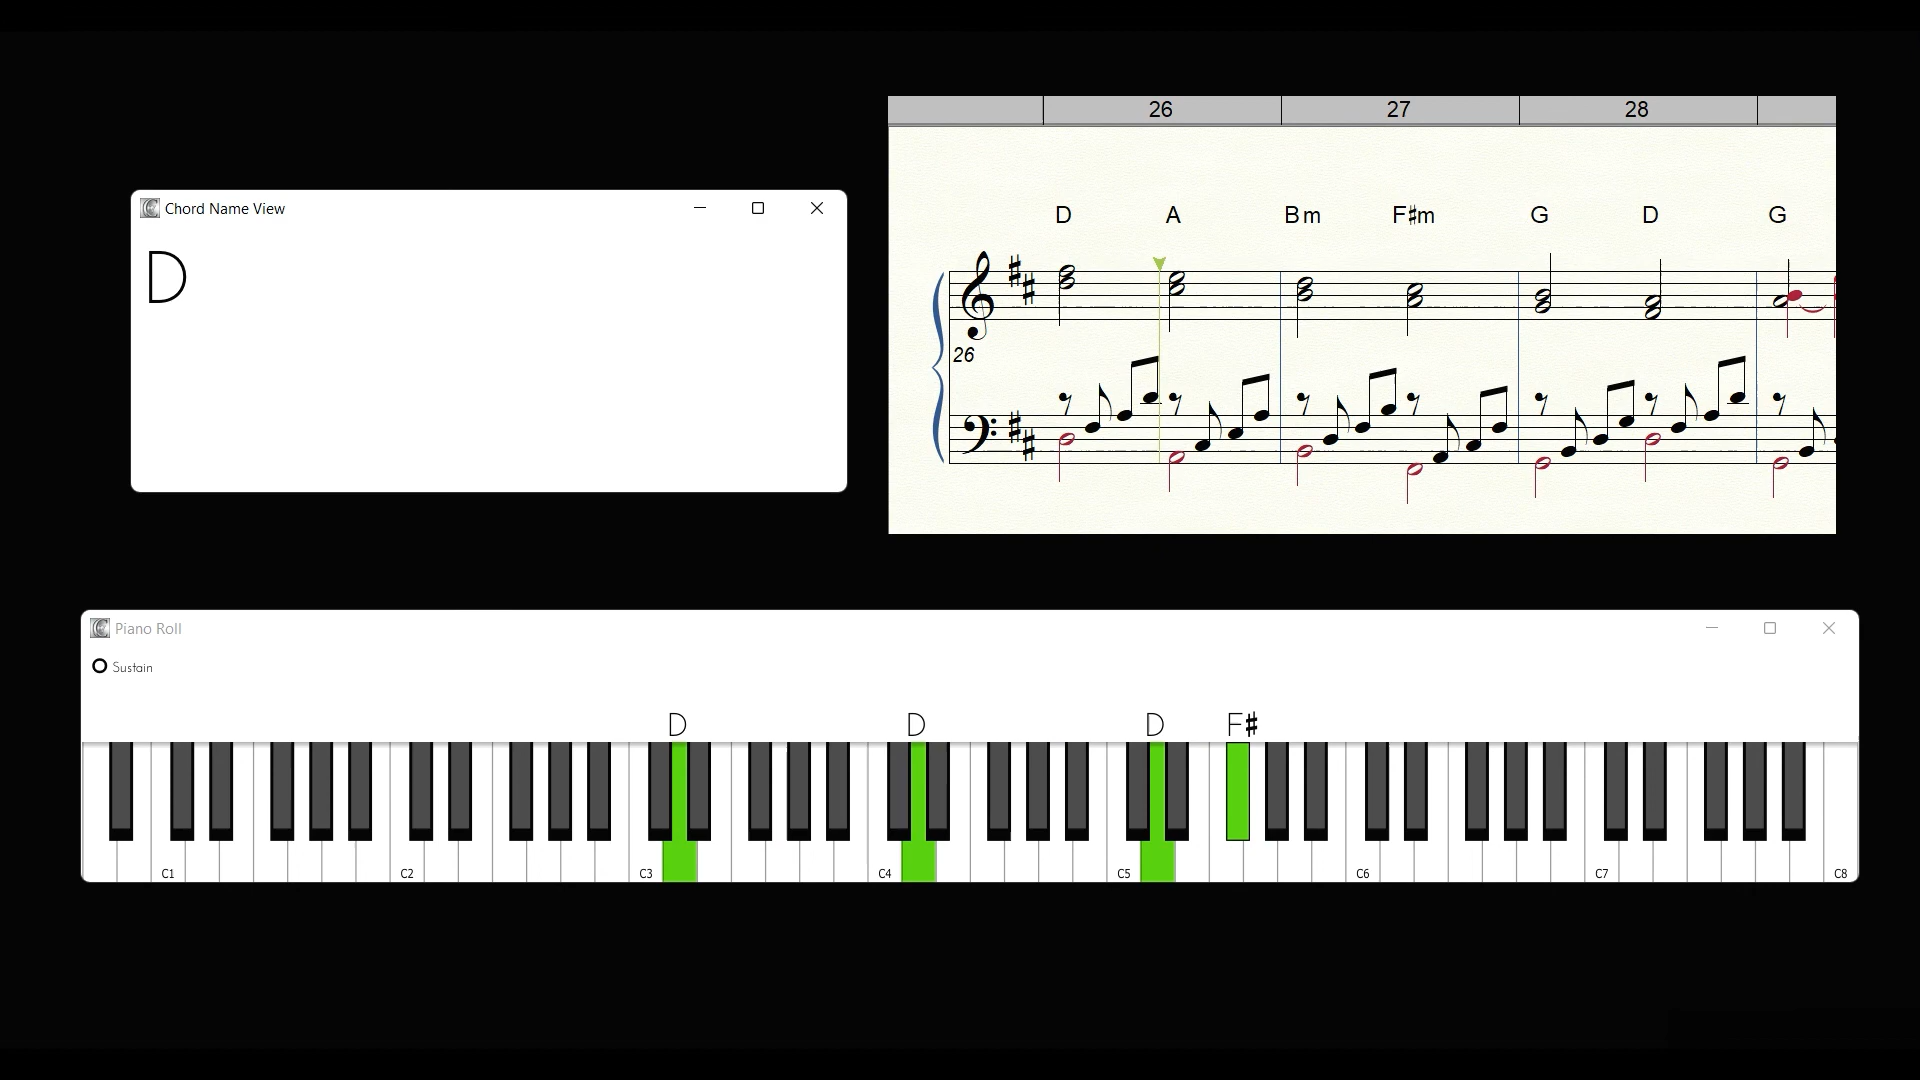 26 27 28
Chord Name View
D A Bm F♯m G D G
D
26
Piano Roll
Sustain
D D D F♯
C1 C2 C3 C4 C5 C6 C7 C8